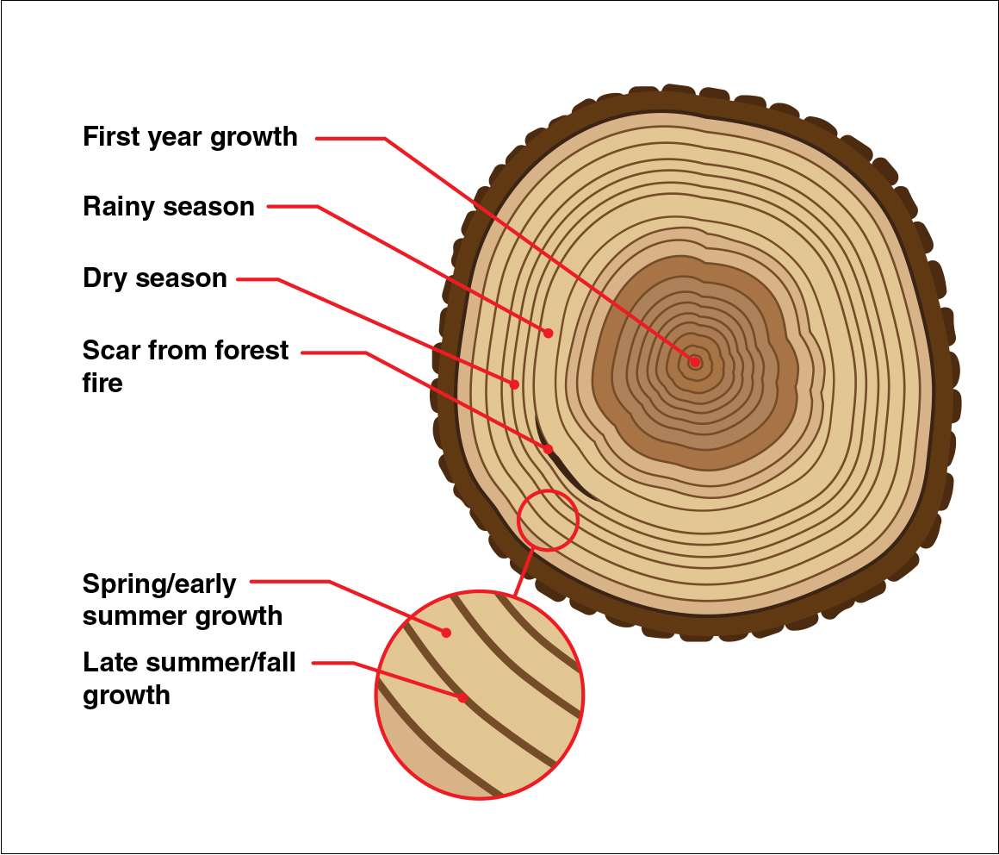 First year growth
Rainy season
Dry season
Scar from forest
fire
Spring/early
summer growth
Late summer/fall
growth